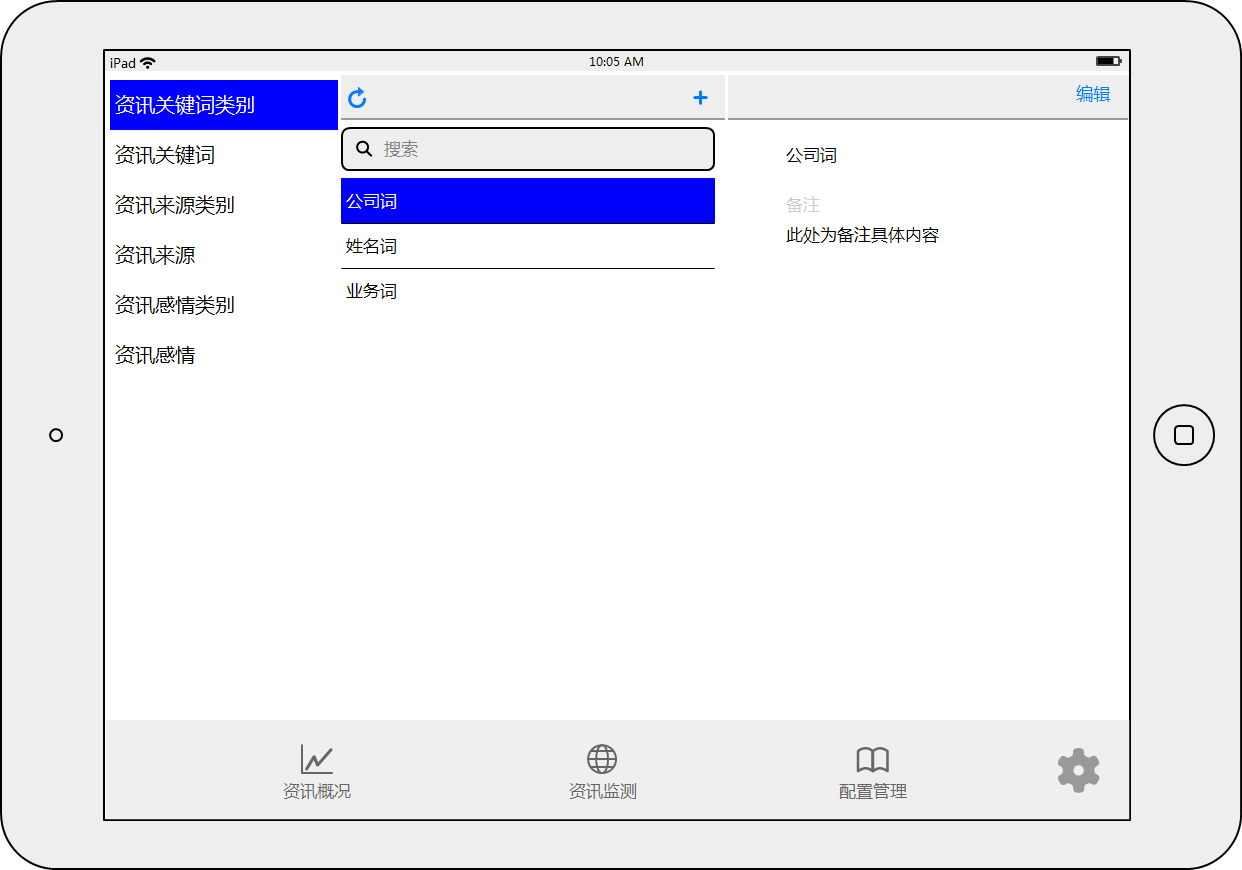 iPad
10:05 AM
资讯关键词类别
资讯关键词
资讯来源类别
资讯来源
资讯感情类别
资讯感情
搜索
公司词
姓名词
业务词
编辑
公司词
备注
此处为备注具体内容
资讯概况
资讯监测
配置管理